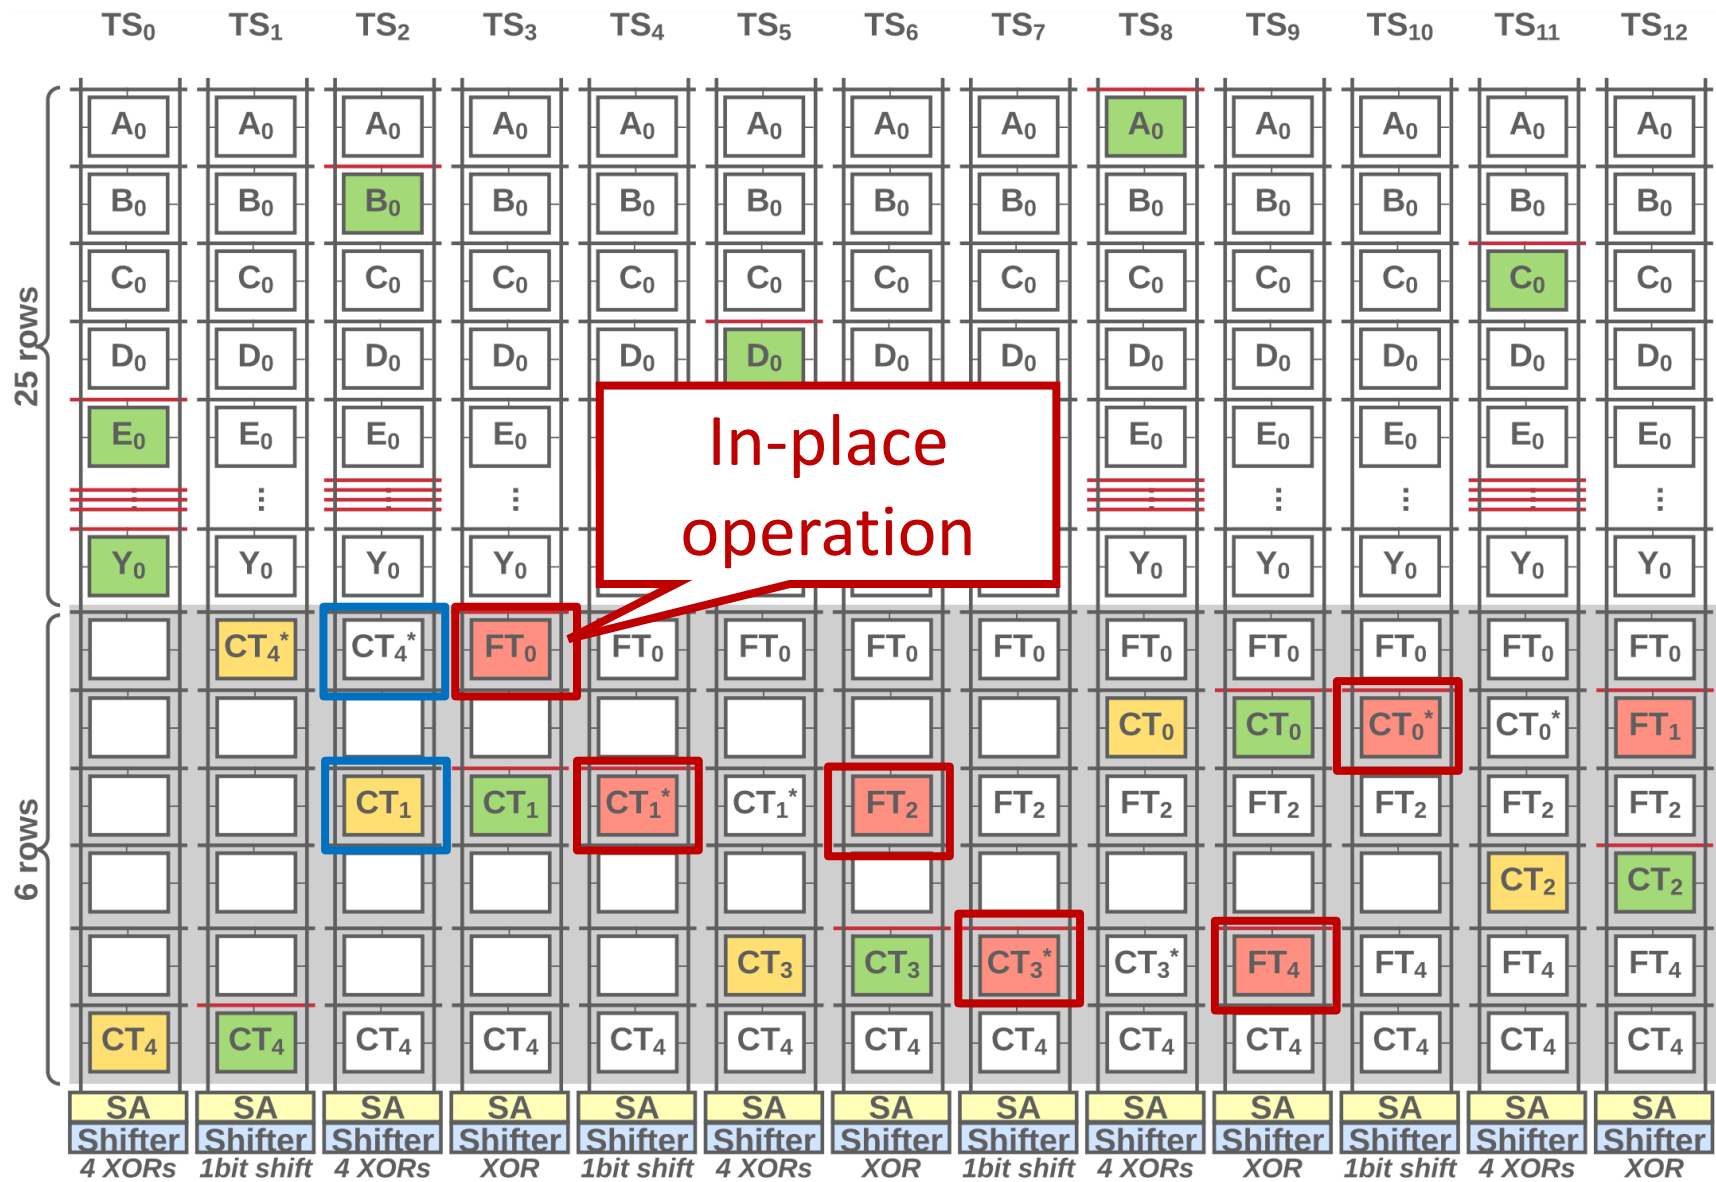 TS₀ TS₁ TS₂ TS₃ TS₄ TS₅ TS₆ TS₇ TS₈ TS₉ TS₁₀ TS₁₁ TS₁₂
25 rows
A₀ A₀ A₀ A₀ A₀ A₀ A₀ A₀ A₀ A₀ A₀ A₀ A₀
B₀ B₀ B₀ B₀ B₀ B₀ B₀ B₀ B₀ B₀ B₀ B₀ B₀
C₀ C₀ C₀ C₀ C₀ C₀ C₀ C₀ C₀ C₀ C₀ C₀ C₀
D₀ D₀ D₀ D₀ D₀ D₀ D₀ D₀ D₀ D₀ D₀ D₀ D₀
E₀ E₀ E₀ E₀ E₀ E₀ E₀ E₀ E₀
In-place
operation
Y₀ Y₀ Y₀ Y₀ Y₀ Y₀ Y₀ Y₀ Y₀
6 rows
CT₄* CT₄* FT₀ FT₀ FT₀ FT₀ FT₀ FT₀ FT₀ FT₀ FT₀ FT₀
CT₀ CT₀ CT₀* CT₀* FT₁
CT₁ CT₁ CT₁* CT₁* FT₂ FT₂ FT₂ FT₂ FT₂ FT₂ FT₂
CT₂ CT₂
CT₃ CT₃ CT₃* CT₃* FT₄ FT₄ FT₄ FT₄
CT₄ CT₄ CT₄ CT₄ CT₄ CT₄ CT₄ CT₄ CT₄ CT₄ CT₄ CT₄ CT₄
SA SA SA SA SA SA SA SA SA SA SA SA SA
Shifter Shifter Shifter Shifter Shifter Shifter Shifter Shifter Shifter Shifter Shifter Shifter Shifter
4 XORs 1bit shift 4 XORs XOR 1bit shift 4 XORs XOR 1bit shift 4 XORs XOR 1bit shift 4 XORs XOR